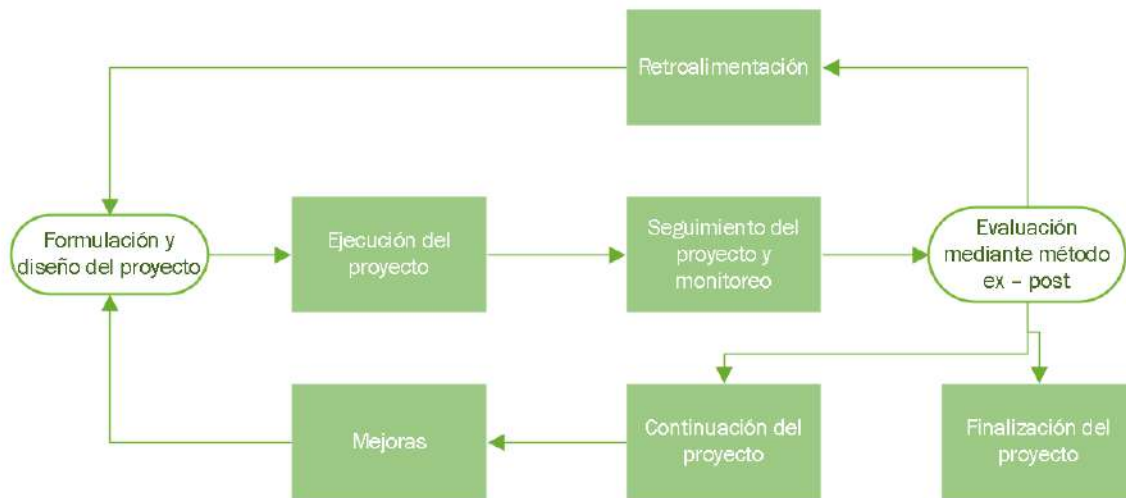 Retroalimentación
Formulación y
diseño del proyecto
Ejecución del
proyecto
Seguimiento del
proyecto y
monitoreo
Evaluación
mediante método
ex – post
Mejoras
Continuación del
proyecto
Finalización del
proyecto